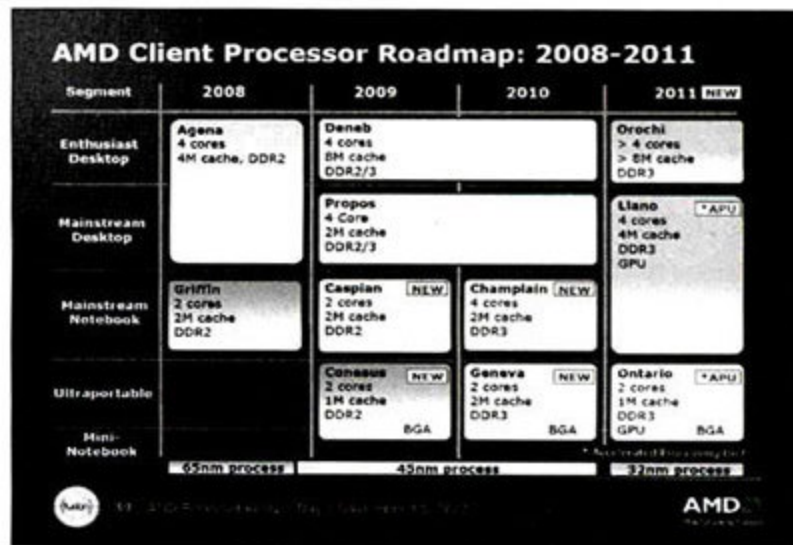 AMD Client Processor Roadmap: 2008-2011
Segment 2008 2009 2010 2011 NEW
Enthusiast
Desktop
Agena
4 cores
4M cache, DDR2
Deneb
4 cores
8M cache
DDR2/3
Orochi
> 4 cores
> 8M cache
DDR3
Mainstream
Desktop
Propos
4 Core
2M cache
DDR2/3
Llano *APU
4 cores
4M cache
DDR3
GPU
Mainstream
Notebook
Griffin
2 cores
2M cache
DDR2
Caspian NEW
2 cores
2M cache
DDR2
Champlain NEW
4 cores
2M cache
DDR3
Ultraportable
Mini-
Notebook
Conesus NEW
2 cores
1M cache
DDR2
BGA
Geneva NEW
2 cores
2M cache
DDR3
BGA
Ontario *APU
2 cores
1M cache
DDR3
GPU BGA
* Accelerated Processing Unit
65nm process 45nm process 32nm process
AMD